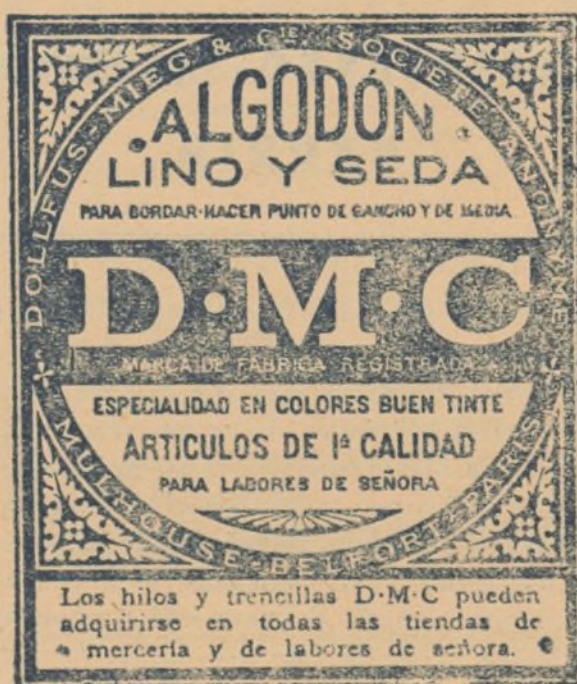 DOLLFUS-MIEG & CIE, SOCIÉTÉ ANONYME
ALGODÓN
LINO Y SEDA
PARA BORDAR·HACER PUNTO DE GANCHO Y DE MEDIA
D·M·C
MARCA DE FÁBRICA REGISTRADA
ESPECIALIDAD EN COLORES BUEN TINTE
ARTICULOS DE 1ª CALIDAD
PARA LABORES DE SEÑORA
MULHOUSE-BELFORT-PARIS
Los hilos y trencillas D·M·C pueden
adquirirse en todas las tiendas de
mercería y de labores de señora.